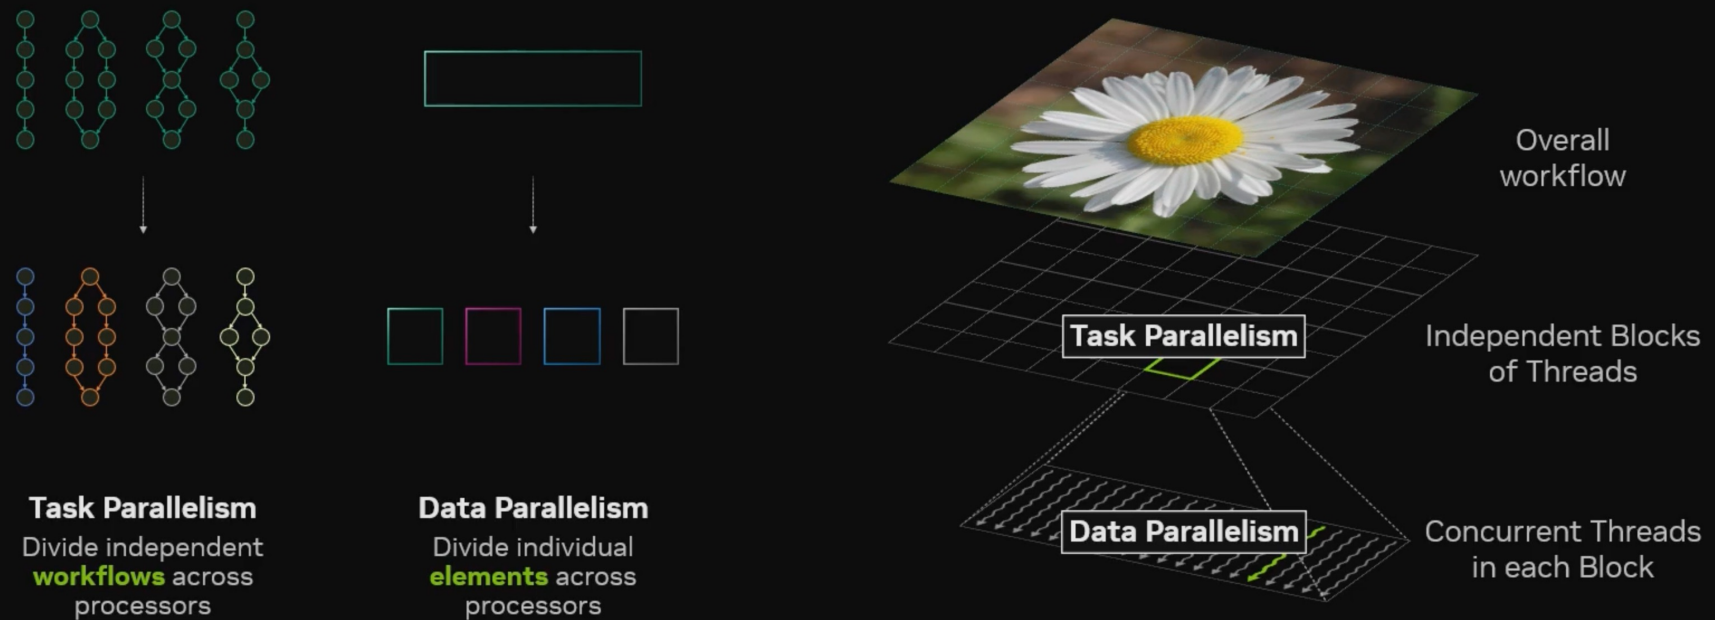 Task Parallelism
Divide independent
workflows across
processors
Data Parallelism
Divide individual
elements across
processors
Overall
workflow
Task Parallelism
Independent Blocks
of Threads
Data Parallelism
Concurrent Threads
in each Block